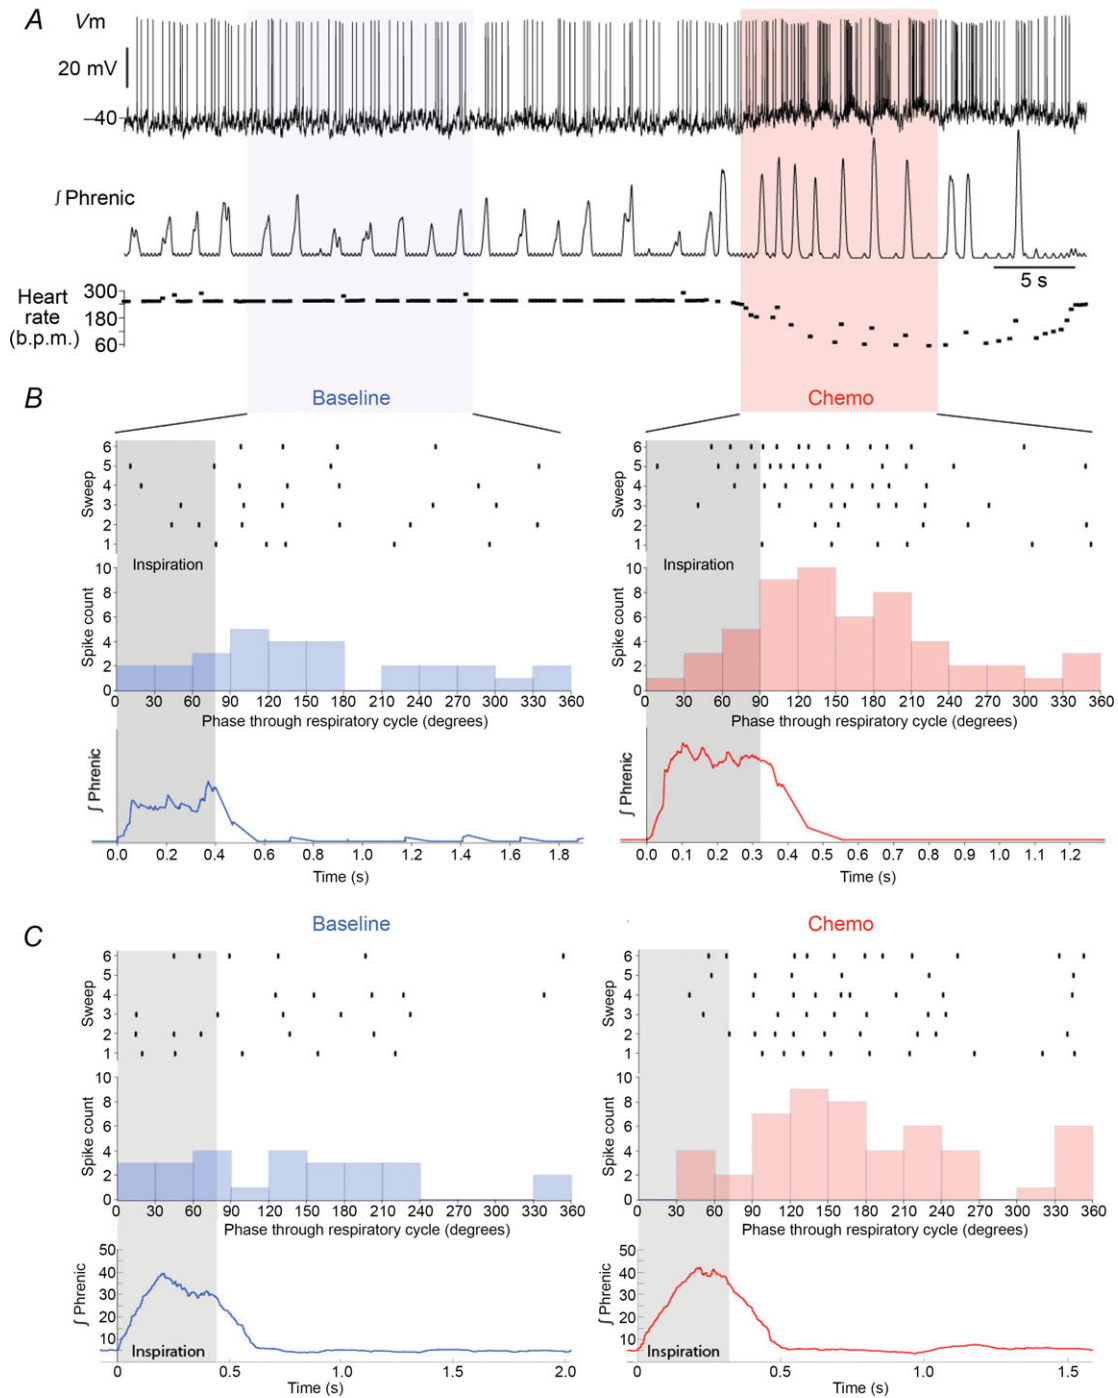 A
Vm
20 mV
–40
∫ Phrenic
5 s
Heart rate (b.p.m.)
300
180
60
B
Baseline
Chemo
Sweep
6
5
4
3
2
1
Inspiration
Spike count
10
8
6
4
2
0
0 30 60 90 120 150 180 210 240 270 300 330 360
Phase through respiratory cycle (degrees)
∫ Phrenic
0.0 0.2 0.4 0.6 0.8 1.0 1.2 1.4 1.6 1.8
Time (s)
Sweep
6
5
4
3
2
1
Inspiration
Spike count
10
8
6
4
2
0
0 30 60 90 120 150 180 210 240 270 300 330 360
Phase through respiratory cycle (degrees)
∫ Phrenic
0.0 0.1 0.2 0.3 0.4 0.5 0.6 0.7 0.8 0.9 1.0 1.1 1.2
Time (s)
C
Baseline
Chemo
Sweep
6
5
4
3
2
1
Spike count
10
8
6
4
2
0
0 30 60 90 120 150 180 210 240 270 300 330 360
Phase through respiratory cycle (degrees)
∫ Phrenic
50
40
30
20
10
Inspiration
0 0.5 1.0 1.5 2.0
Time (s)
Sweep
6
5
4
3
2
1
Spike count
10
8
6
4
2
0
0 30 60 90 120 150 180 210 240 270 300 330 360
Phase through respiratory cycle (degrees)
∫ Phrenic
50
40
30
20
10
Inspiration
0 0.5 1.0 1.5
Time (s)